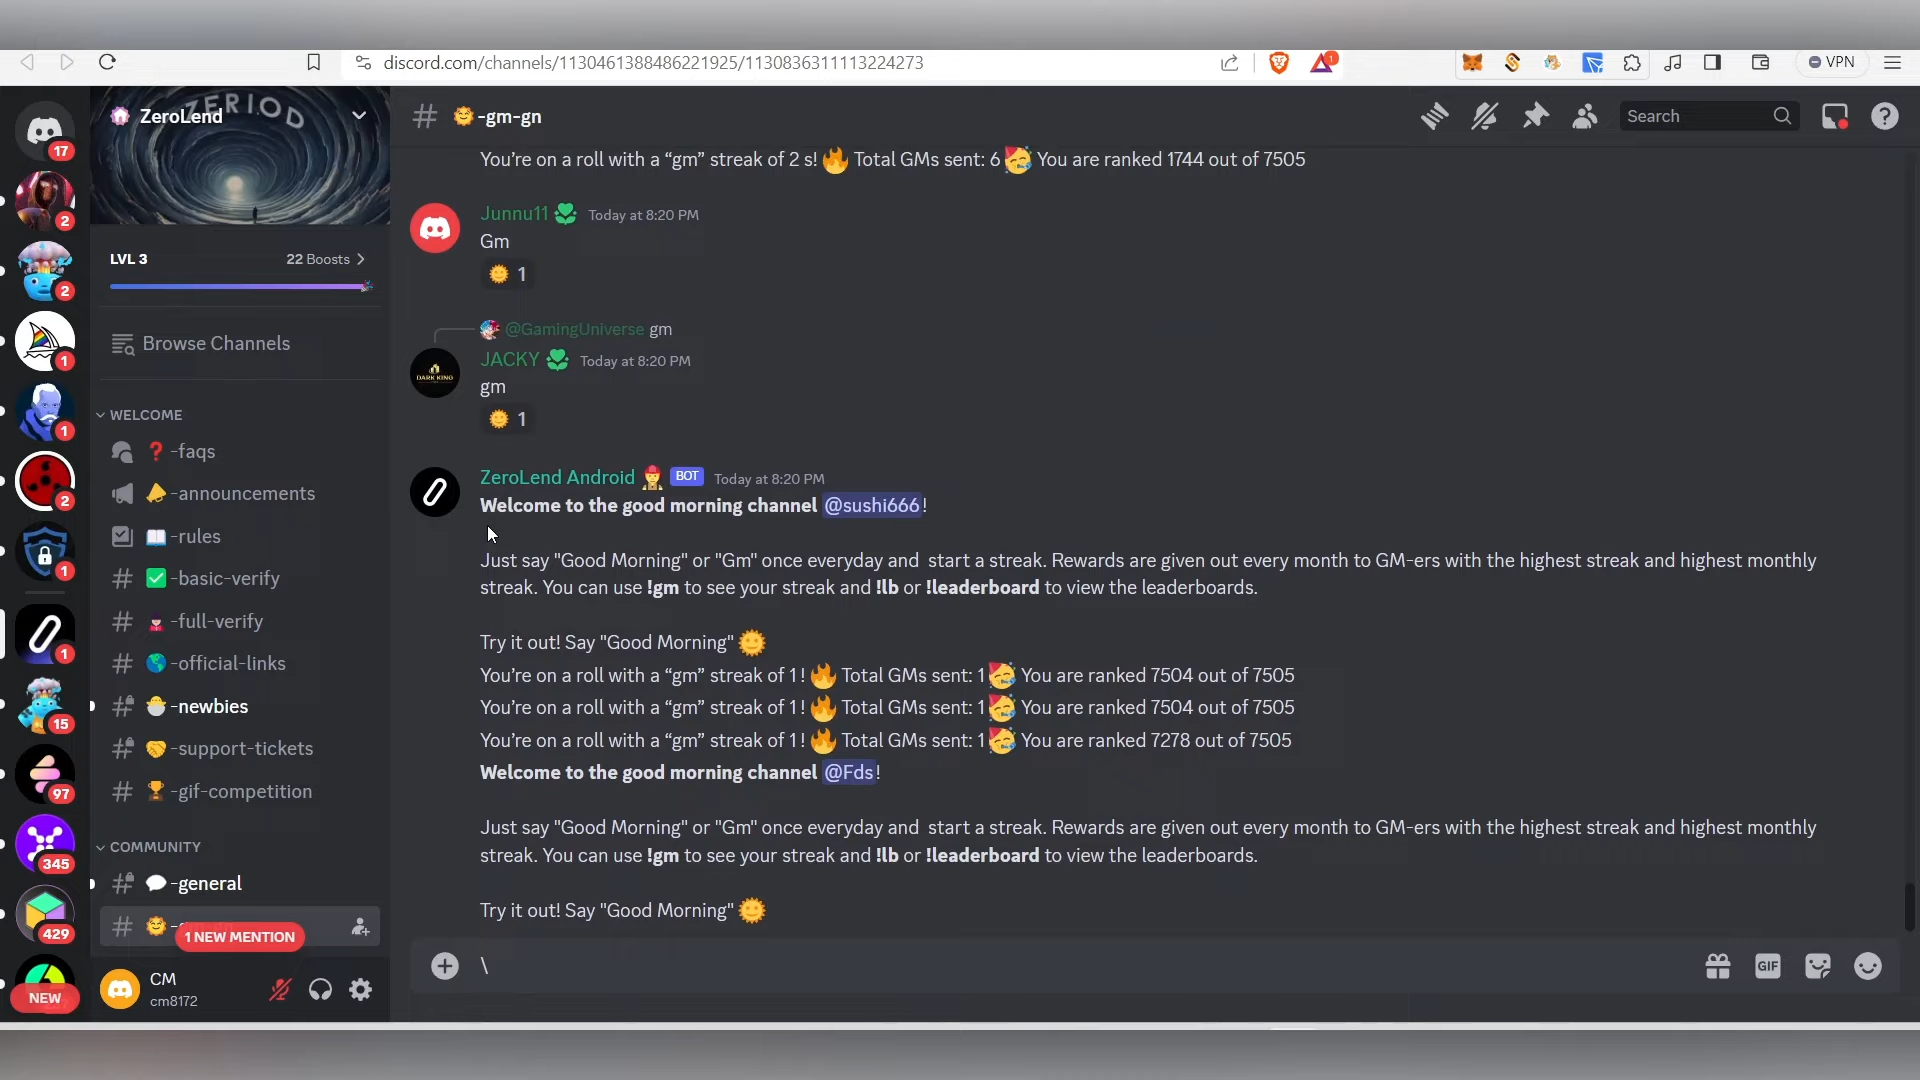 discord.com/channels/1130461388486221925/1130836311113224273
1
VPN
17
2
2
1
1
2
1
1
15
97
345
429
NEW
ZERIOD
ZeroLend
LVL 3
22 Boosts
Browse Channels
WELCOME
-faqs
-announcements
-rules
-basic-verify
-full-verify
-official-links
-newbies
-support-tickets
-gif-competition
COMMUNITY
-general
1 NEW MENTION
CM
cm8172
-gm-gn
Search
You’re on a roll with a “gm” streak of 2 s! Total GMs sent: 6 You are ranked 1744 out of 7505
Junnu11 Today at 8:20 PM
Gm
1
@GamingUniverse gm
DARK KING
JACKY Today at 8:20 PM
gm
1
ZeroLend Android BOT Today at 8:20 PM
Welcome to the good morning channel @sushi666!
Just say "Good Morning" or "Gm" once everyday and start a streak. Rewards are given out every month to GM-ers with the highest streak and highest monthly
streak. You can use !gm to see your streak and !lb or !leaderboard to view the leaderboards.
Try it out! Say "Good Morning"
You’re on a roll with a “gm” streak of 1! Total GMs sent: 1 You are ranked 7504 out of 7505
You’re on a roll with a “gm” streak of 1! Total GMs sent: 1 You are ranked 7504 out of 7505
You’re on a roll with a “gm” streak of 1! Total GMs sent: 1 You are ranked 7278 out of 7505
Welcome to the good morning channel @Fds!
Just say "Good Morning" or "Gm" once everyday and start a streak. Rewards are given out every month to GM-ers with the highest streak and highest monthly
streak. You can use !gm to see your streak and !lb or !leaderboard to view the leaderboards.
Try it out! Say "Good Morning"
\
GIF